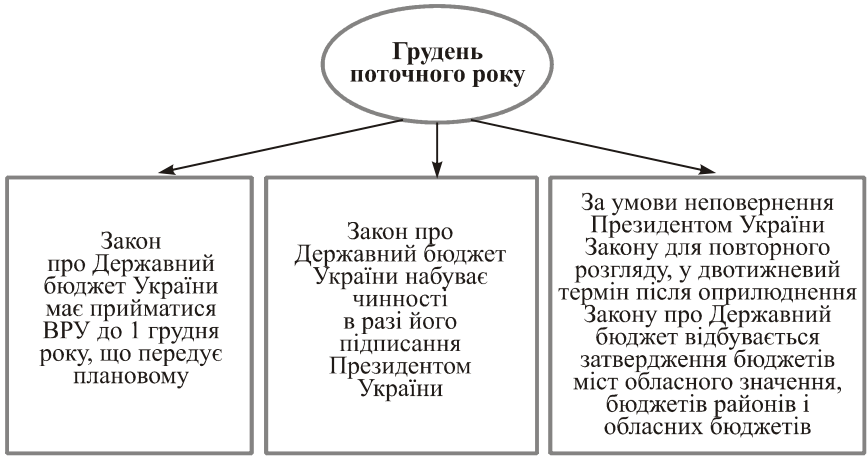 Грудень
поточного року
Закон
про Державний
бюджет України
має прийматися
ВРУ до 1 грудня
року, що передує
плановому
Закон про
Державний бюджет
України набуває
чинності
в разі його
підписання
Президентом
України
За умови неповернення
Президентом України
Закону для повторного
розгляду, у двотижневий
термін після оприлюднення
Закону про Державний
бюджет відбувається
затвердження бюджетів
міст обласного значення,
бюджетів районів і
обласних бюджетів